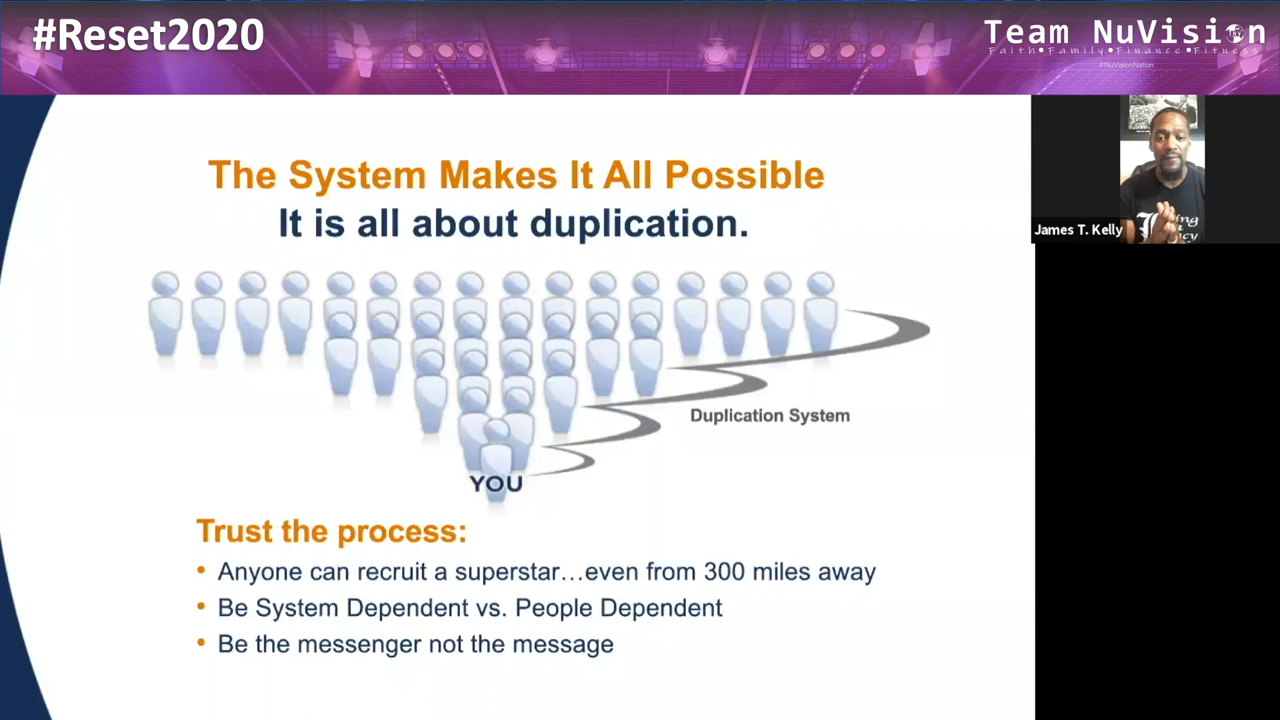 #Reset2020
Team NuVision
Faith•Family•Finance•Fitness
#NuVisionNation
The System Makes It All Possible
It is all about duplication.
James T. Kelly
Duplication System
YOU
Trust the process:
• Anyone can recruit a superstar…even from 300 miles away
• Be System Dependent vs. People Dependent
• Be the messenger not the message